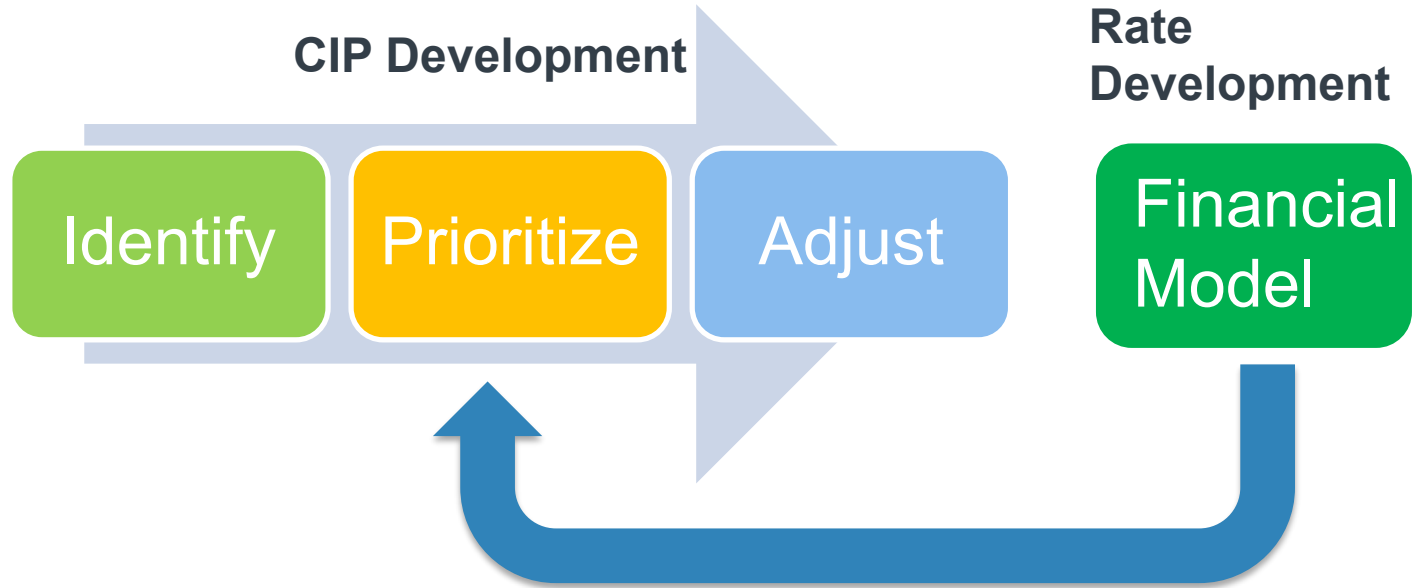 CIP Development
Rate
Development
Identify
Prioritize
Adjust
Financial
Model